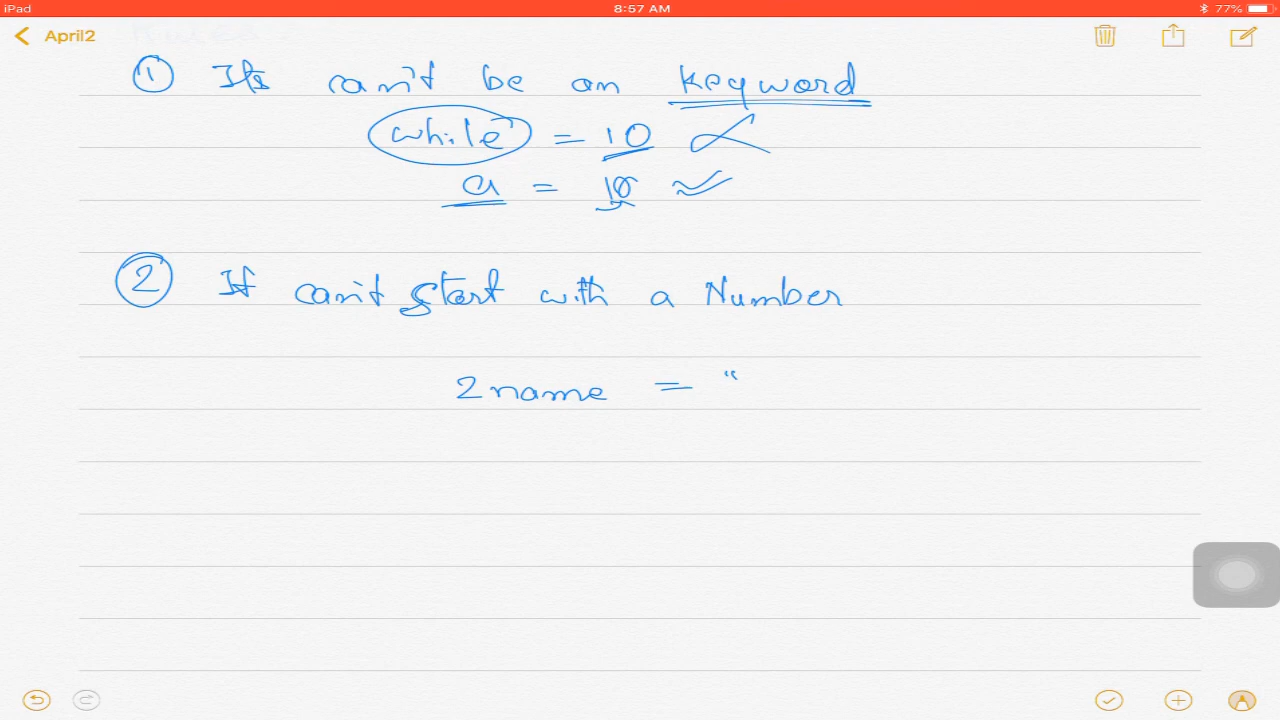 iPad 8:57 AM 77%
April2
① Its can't be an keyword
while = 10
a = 10
② It can't start with a Number
2name = "